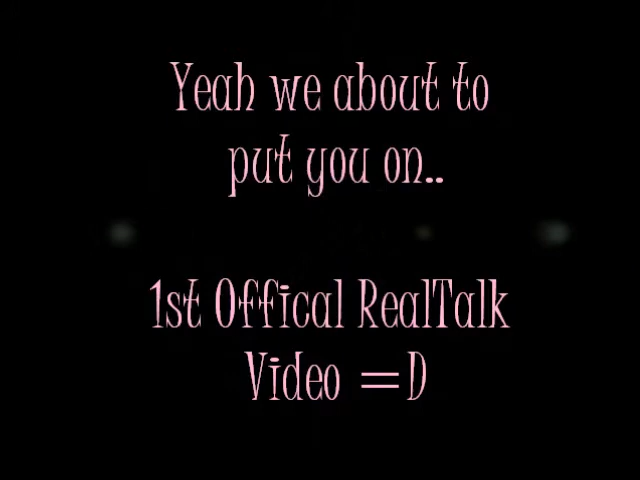 Yeah we about to
put you on..
1st Offical RealTalk
Video =D